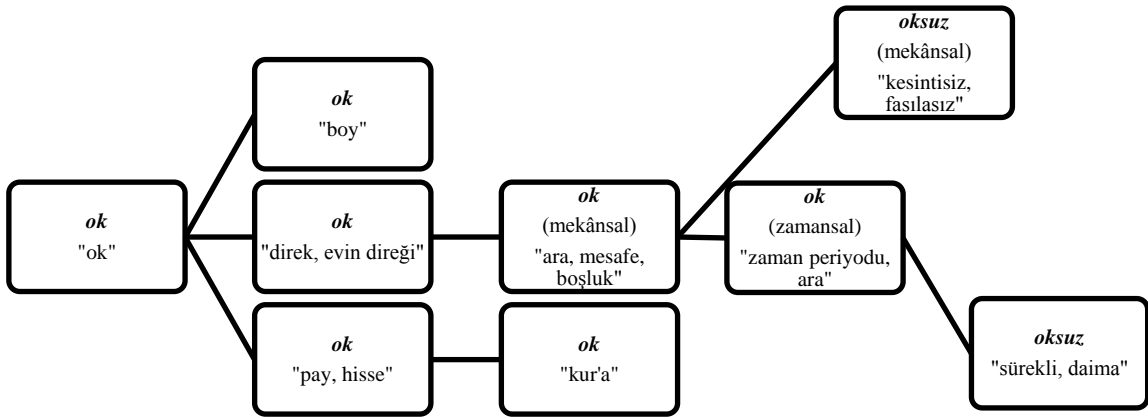 ok
"ok"
ok
"boy"
ok
"direk, evin direği"
ok
"pay, hisse"
ok
(mekânsal)
"ara, mesafe,
boşluk"
ok
"kur'a"
oksuz
(mekânsal)
"kesintisiz,
fasılasız"
ok
(zamansal)
"zaman periyodu,
ara"
oksuz
"sürekli, daima"